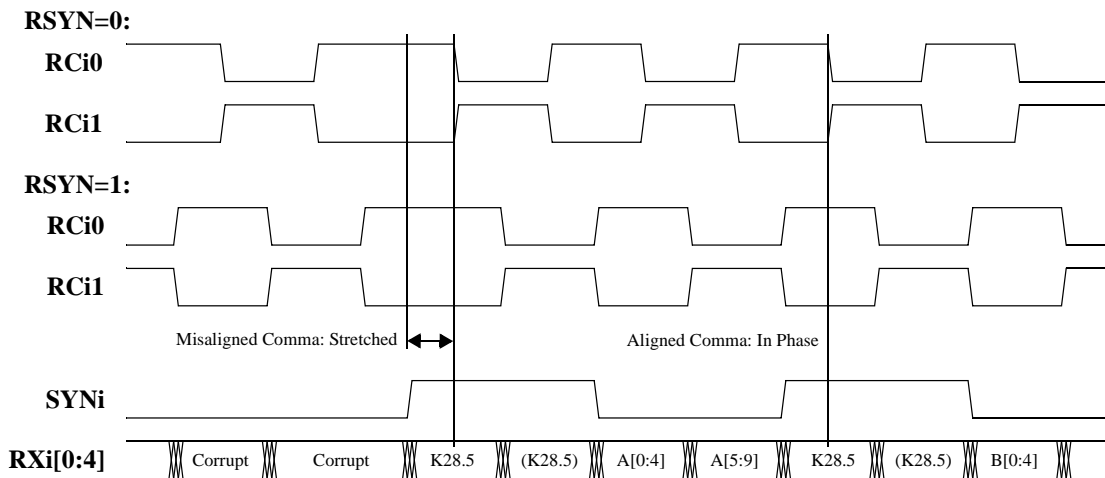 RSYN=0:
RCi0
RCi1
RSYN=1:
RCi0
RCi1
Misaligned Comma: Stretched
Aligned Comma: In Phase
SYNi
RXi[0:4]
Corrupt
Corrupt
K28.5
(K28.5)
A[0:4]
A[5:9]
K28.5
(K28.5)
B[0:4]